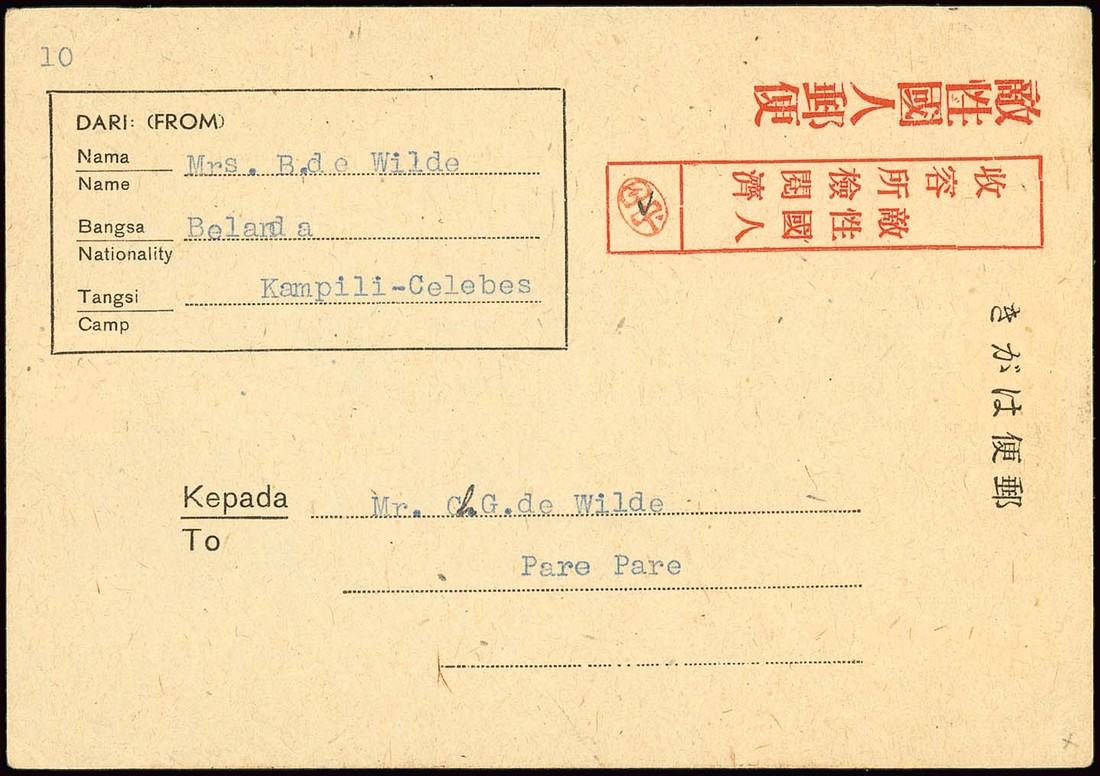 10
DARI: (FROM)
Nama
Name
Mrs. B.de Wilde
Bangsa
Nationality
Belanda
Tangsi
Camp
Kampili-Celebes
敵性國人郵便
敵性國人
收容所檢閱濟
郵便はがき
Kepada
To
Mr. Ch.G.de Wilde
Pare Pare